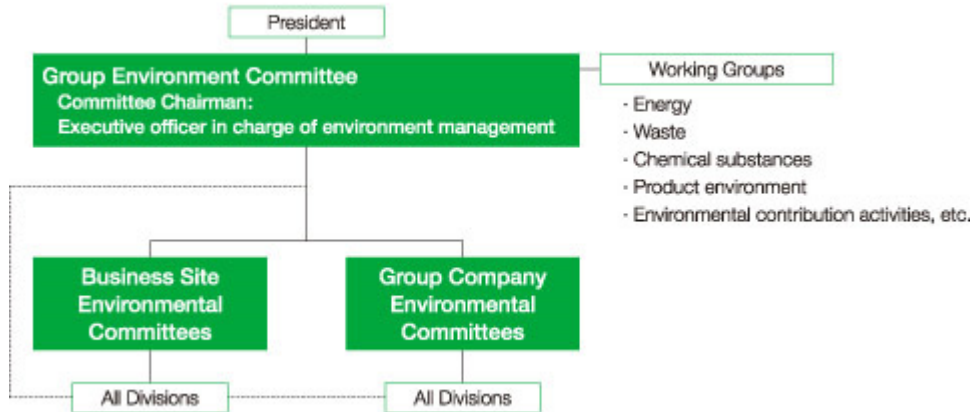 President
Group Environment Committee
Committee Chairman:
Executive officer in charge of environment management
Working Groups
- Energy
- Waste
- Chemical substances
- Product environment
- Environmental contribution activities, etc.
Business Site
Environmental
Committees
Group Company
Environmental
Committees
All Divisions
All Divisions